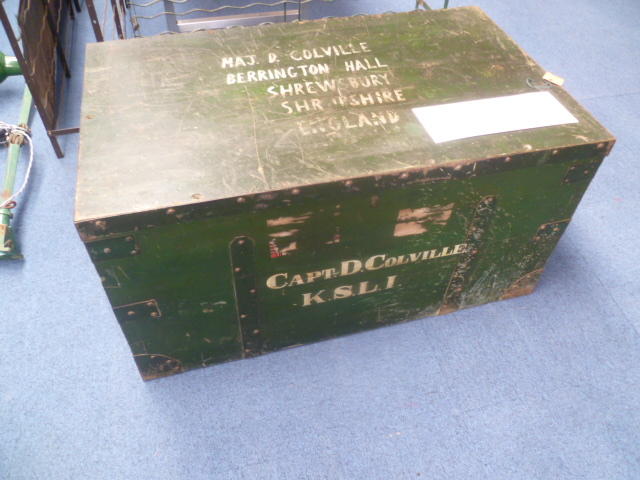 MAJ. D. COLVILLE
BERRINGTON HALL
SHREWSBURY
SHROPSHIRE
ENGLAND
CAPT. D. COLVILLE
K.S.L.I